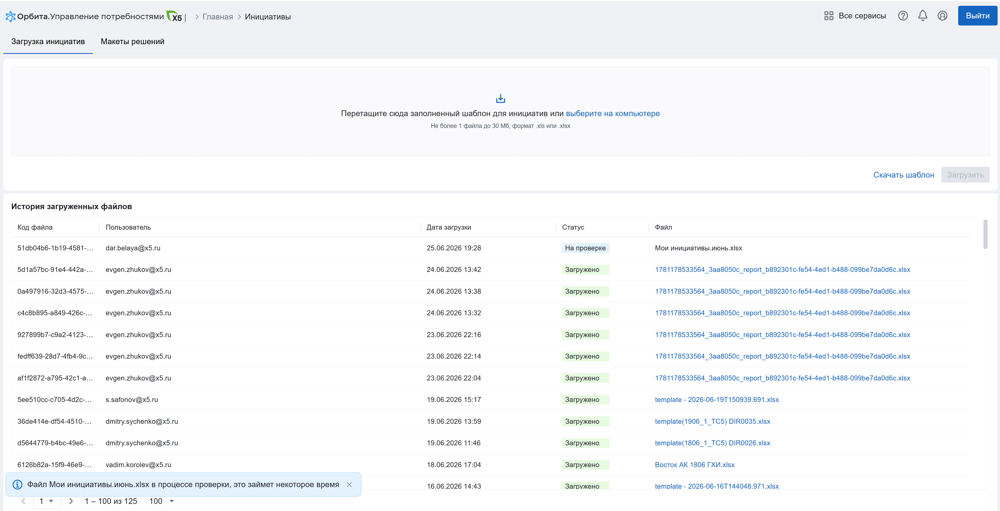 Орбита.Управление потребностями X5 | > Главная > Инициативы
Все сервисы
Выйти
Загрузка инициатив Макеты решений
Перетащите сюда заполненный шаблон для инициатив или выберите на компьютере
Не более 1 файла до 30 Мб, формат .xls или .xlsx
Скачать шаблон Загрузить
История загруженных файлов
Код файла Пользователь Дата загрузки Статус Файл
51db04b6-1b19-4581-... dar.belaya@x5.ru 25.06.2026 19:28 На проверке Мои инициативы.июнь.xlsx
5d1a57bc-91e4-442a-... evgen.zhukov@x5.ru 24.06.2026 13:42 Загружено 1781178533564_3aa8050c_report_b892301c-fe54-4ed1-b488-099be7da0d6c.xlsx
0a497916-32d3-4575-... evgen.zhukov@x5.ru 24.06.2026 13:38 Загружено 1781178533564_3aa8050c_report_b892301c-fe54-4ed1-b488-099be7da0d6c.xlsx
c4c8b895-a849-426c-... evgen.zhukov@x5.ru 24.06.2026 13:32 Загружено 1781178533564_3aa8050c_report_b892301c-fe54-4ed1-b488-099be7da0d6c.xlsx
927899b7-c9a2-4123-... evgen.zhukov@x5.ru 23.06.2026 22:16 Загружено 1781178533564_3aa8050c_report_b892301c-fe54-4ed1-b488-099be7da0d6c.xlsx
fedff639-28d7-4fb4-9c... evgen.zhukov@x5.ru 23.06.2026 22:14 Загружено 1781178533564_3aa8050c_report_b892301c-fe54-4ed1-b488-099be7da0d6c.xlsx
af1f2872-a795-42c1-a... evgen.zhukov@x5.ru 23.06.2026 22:04 Загружено 1781178533564_3aa8050c_report_b892301c-fe54-4ed1-b488-099be7da0d6c.xlsx
5ee510cc-c705-4d2c-... s.safonov@x5.ru 19.06.2026 15:17 Загружено template - 2026-06-19T150939.691.xlsx
36de414e-df54-4510-... dmitry.sychenko@x5.ru 19.06.2026 13:59 Загружено template(1906_1_TC5) DIR0035.xlsx
d5644779-b4bc-49e6-... dmitry.sychenko@x5.ru 19.06.2026 11:46 Загружено template(1806_1_TC5) DIR0026.xlsx
6126b82a-15f9-46e9-... vadim.korolev@x5.ru 18.06.2026 17:04 Загружено Восток АК 1806 ГХИ.xlsx
16.06.2026 14:43 Загружено template - 2026-06-16T144048.971.xlsx
Файл Мои инициативы.июнь.xlsx в процессе проверки, это займет некоторое время
1 1 – 100 из 125 100